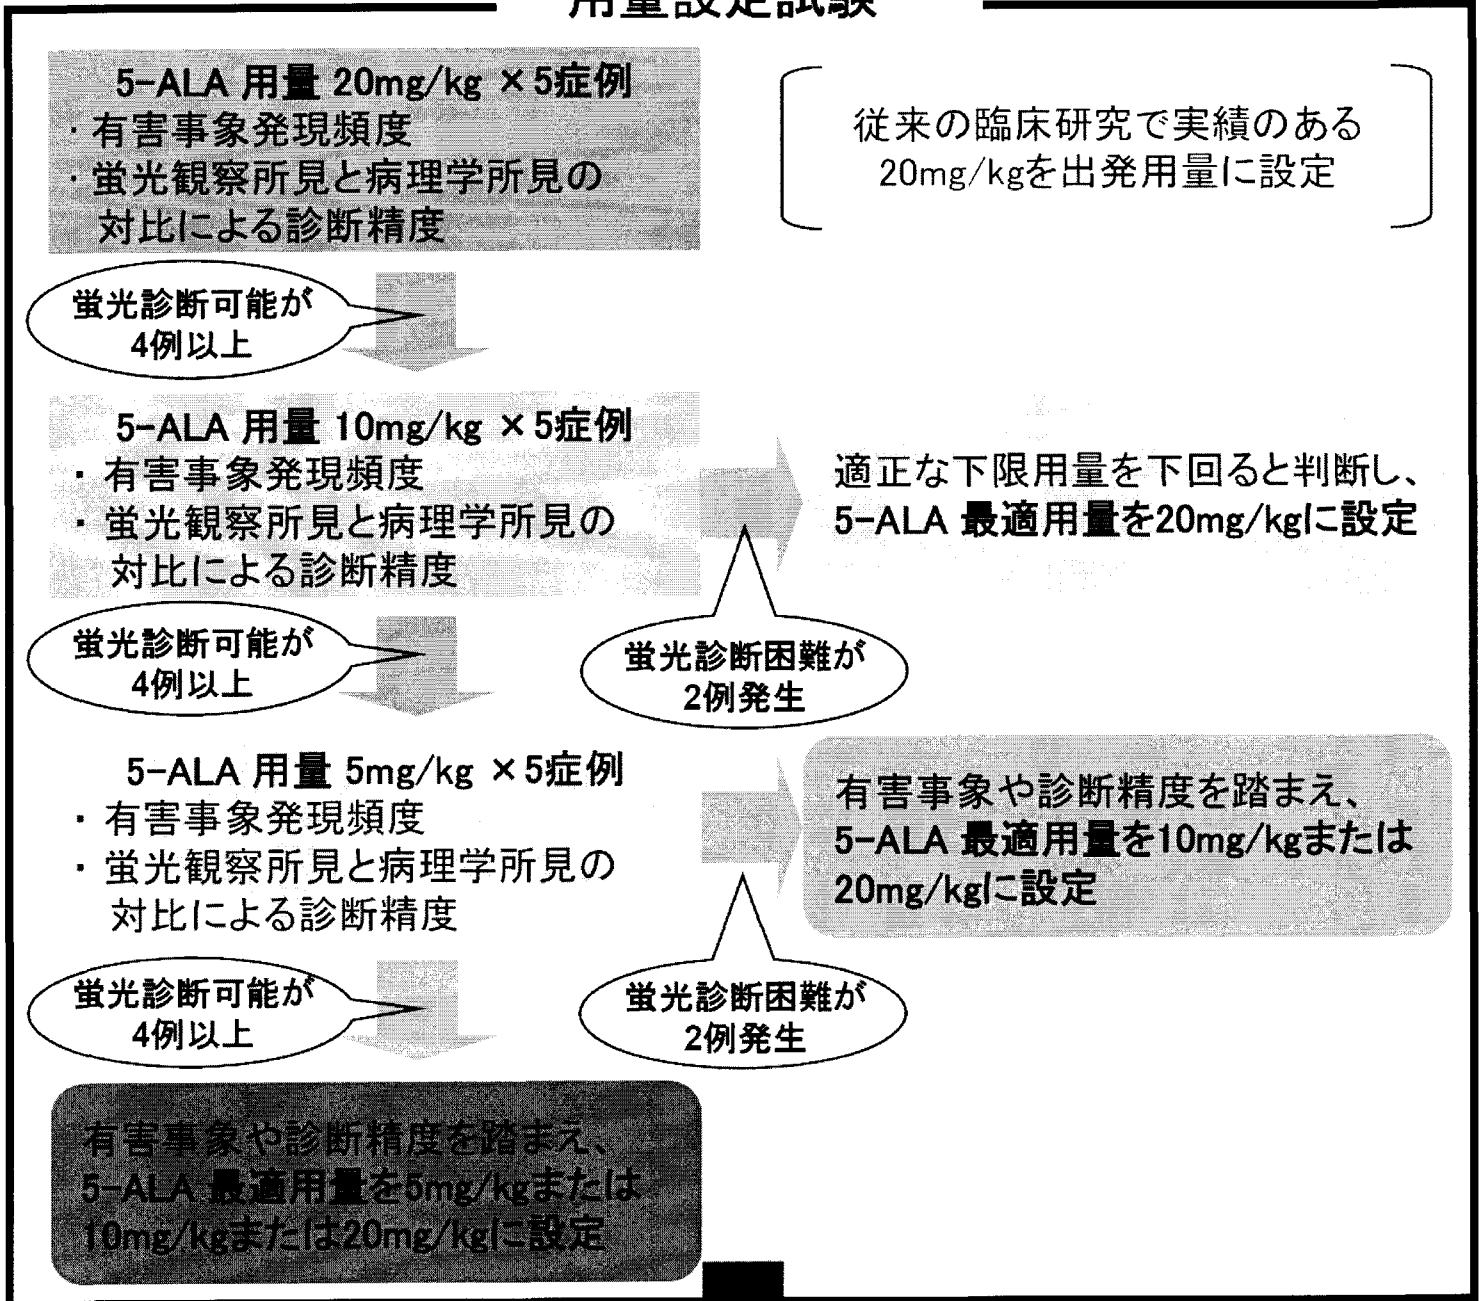 用量設定試験
5-ALA 用量 20mg/kg ×5症例
・有害事象発現頻度
・蛍光観察所見と病理学所見の
対比による診断精度
従来の臨床研究で実績のある
20mg/kgを出発用量に設定
蛍光診断可能が
4例以上
5-ALA 用量 10mg/kg ×5症例
・有害事象発現頻度
・蛍光観察所見と病理学所見の
対比による診断精度
適正な下限用量を下回ると判断し、
5-ALA 最適用量を20mg/kgに設定
蛍光診断可能が
4例以上
蛍光診断困難が
2例発生
5-ALA 用量 5mg/kg ×5症例
・有害事象発現頻度
・蛍光観察所見と病理学所見の
対比による診断精度
有害事象や診断精度を踏まえ、
5-ALA 最適用量を10mg/kgまたは
20mg/kgに設定
蛍光診断可能が
4例以上
蛍光診断困難が
2例発生
有害事象や診断精度を踏まえ、
5-ALA 最適用量を5mg/kgまたは
10mg/kgまたは20mg/kgに設定